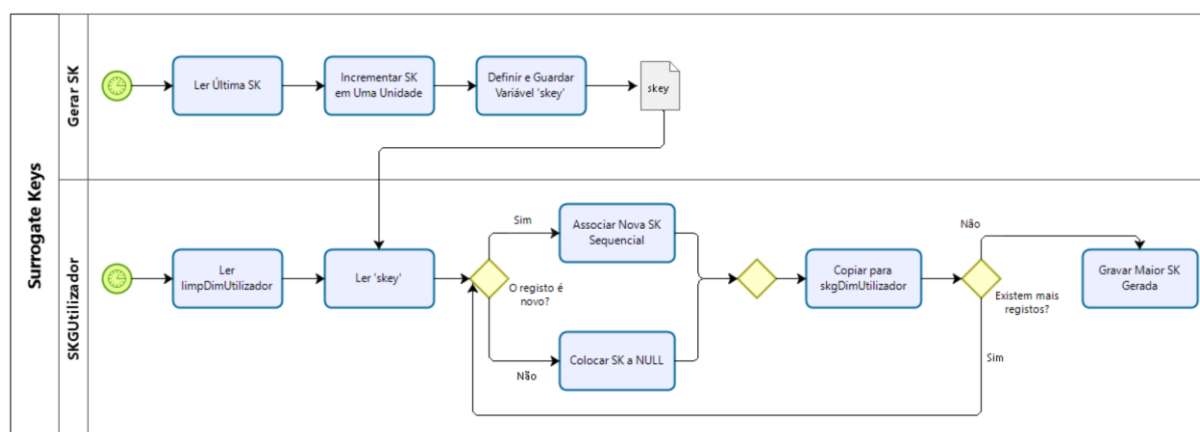 Surrogate Keys
Gerar SK
Ler Última SK
Incrementar SK
em Uma Unidade
Definir e Guardar
Variável 'skey'
skey
SKGUtilizador
Ler
limpDimUtilizador
Ler 'skey'
O registo é
novo?
Sim
Associar Nova SK
Sequencial
Não
Colocar SK a NULL
Copiar para
skgDimUtilizador
Existem mais
registos?
Não
Gravar Maior SK
Gerada
Sim